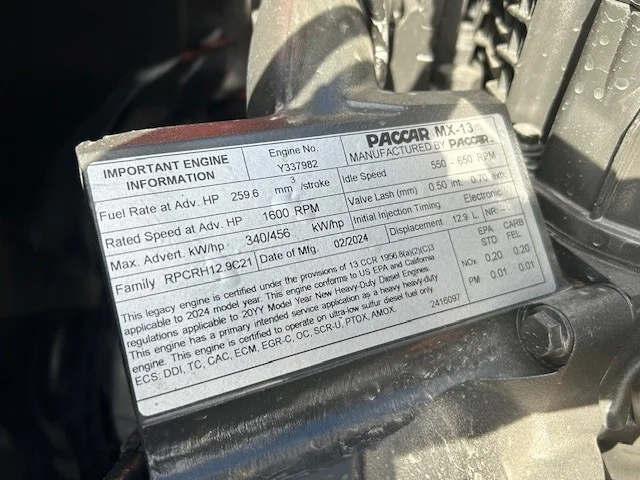 IMPORTANT ENGINE INFORMATION
Engine No. Y337982
PACCAR MX-13
MANUFACTURED BY PACCAR
Fuel Rate at Adv. HP 259.6 mm3/stroke
Idle Speed 550 - 650 RPM
Rated Speed at Adv. HP 1600 RPM
Valve Lash (mm) 0.50 int. 0.70 exh.
Max. Advert. kW/hp 340/456 kW/hp
Initial Injection Timing Electronic
Family RPCRH12.9C21
Date of Mfg. 02/2024
Displacement 12.9 L
EPA STD CARB FEL
NOx 0.20 0.20
PM 0.01 0.01
This legacy engine is certified under the provisions of 13 CCR 1956.8(a)(2)(C)3
applicable to 2024 model year. This engine conforms to US EPA and California
regulations applicable to 20YY Model Year New Heavy-Duty Diesel Engines.
This engine has a primary intended service application as a heavy heavy-duty
engine. This engine is certified to operate on ultra-low sulfur diesel fuel only.
ECS: DDI, TC, CAC, ECM, EGR-C, OC, SCR-U, PTOX, AMOX.
2416097